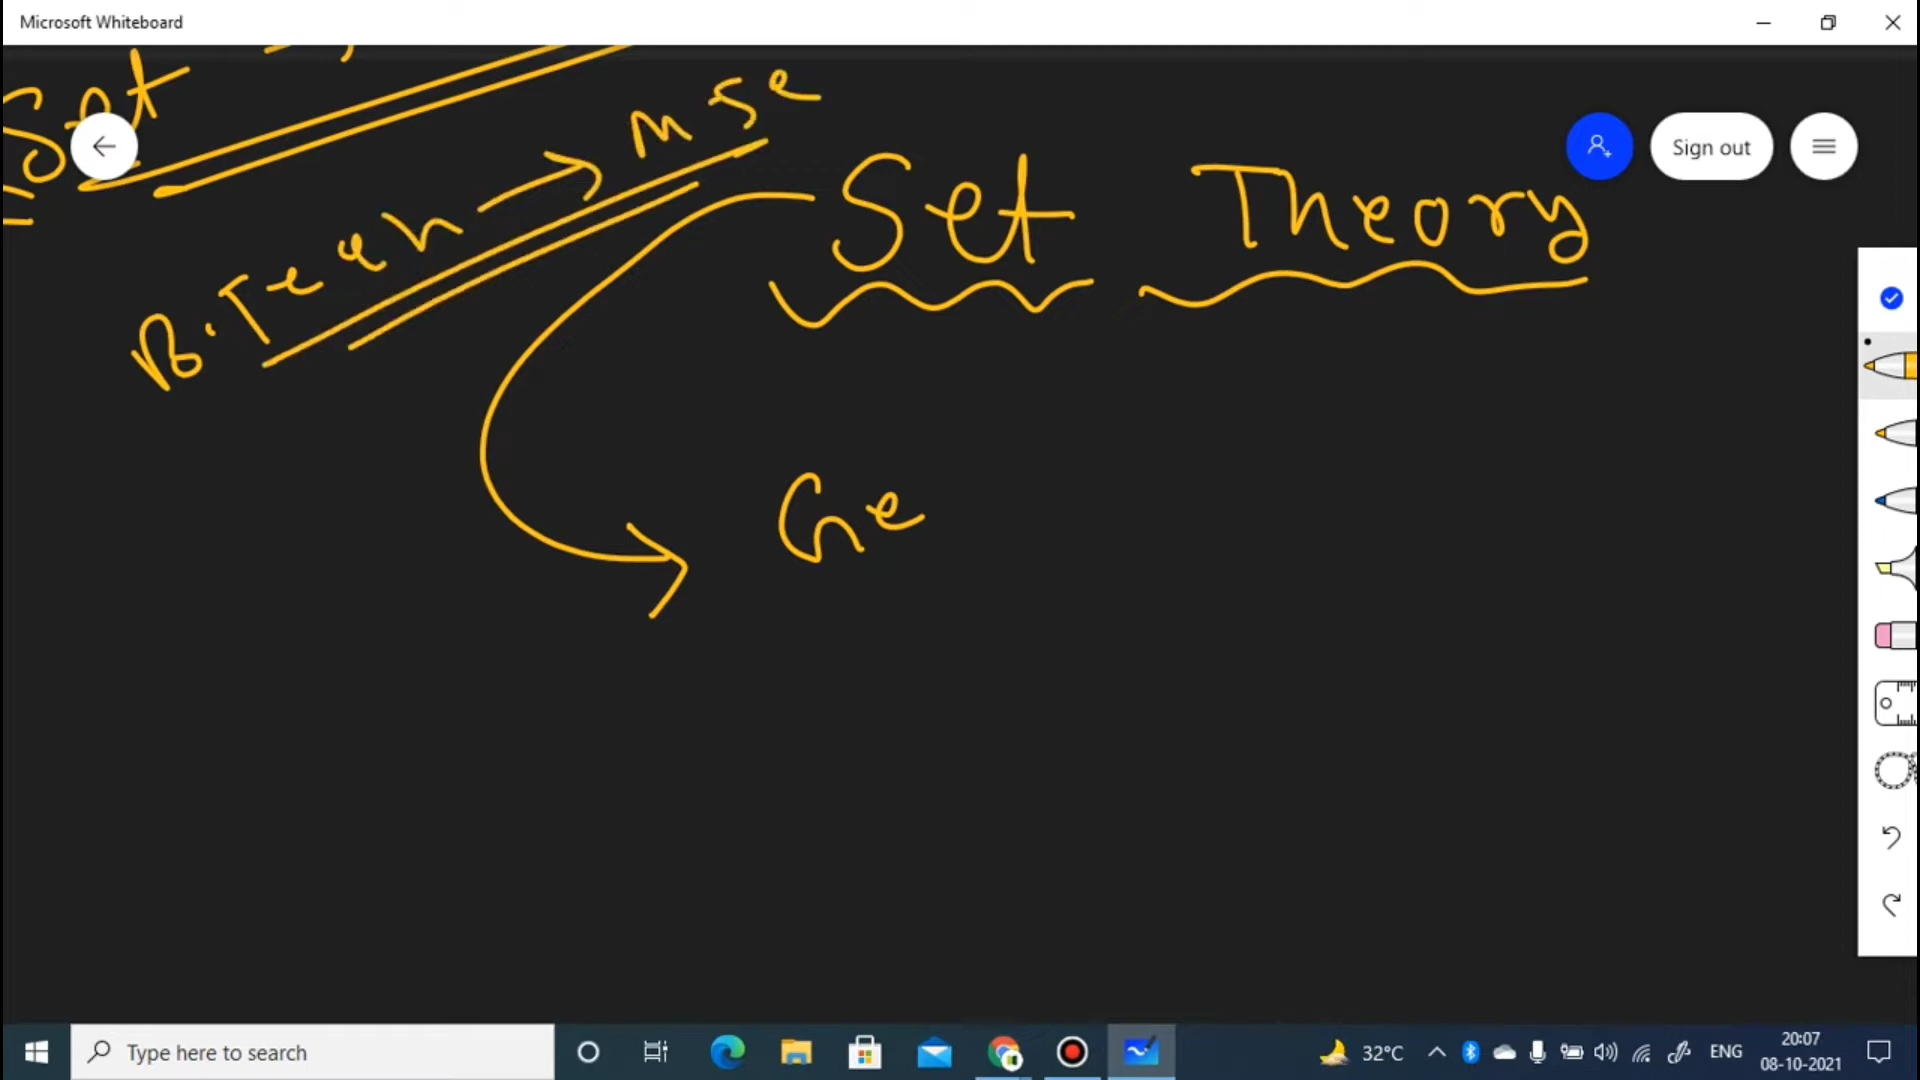 Microsoft Whiteboard
Set
B.Tech → MSc
Sign out
Set Theory
Ge
Type here to search
32°C
ENG
20:07
08-10-2021